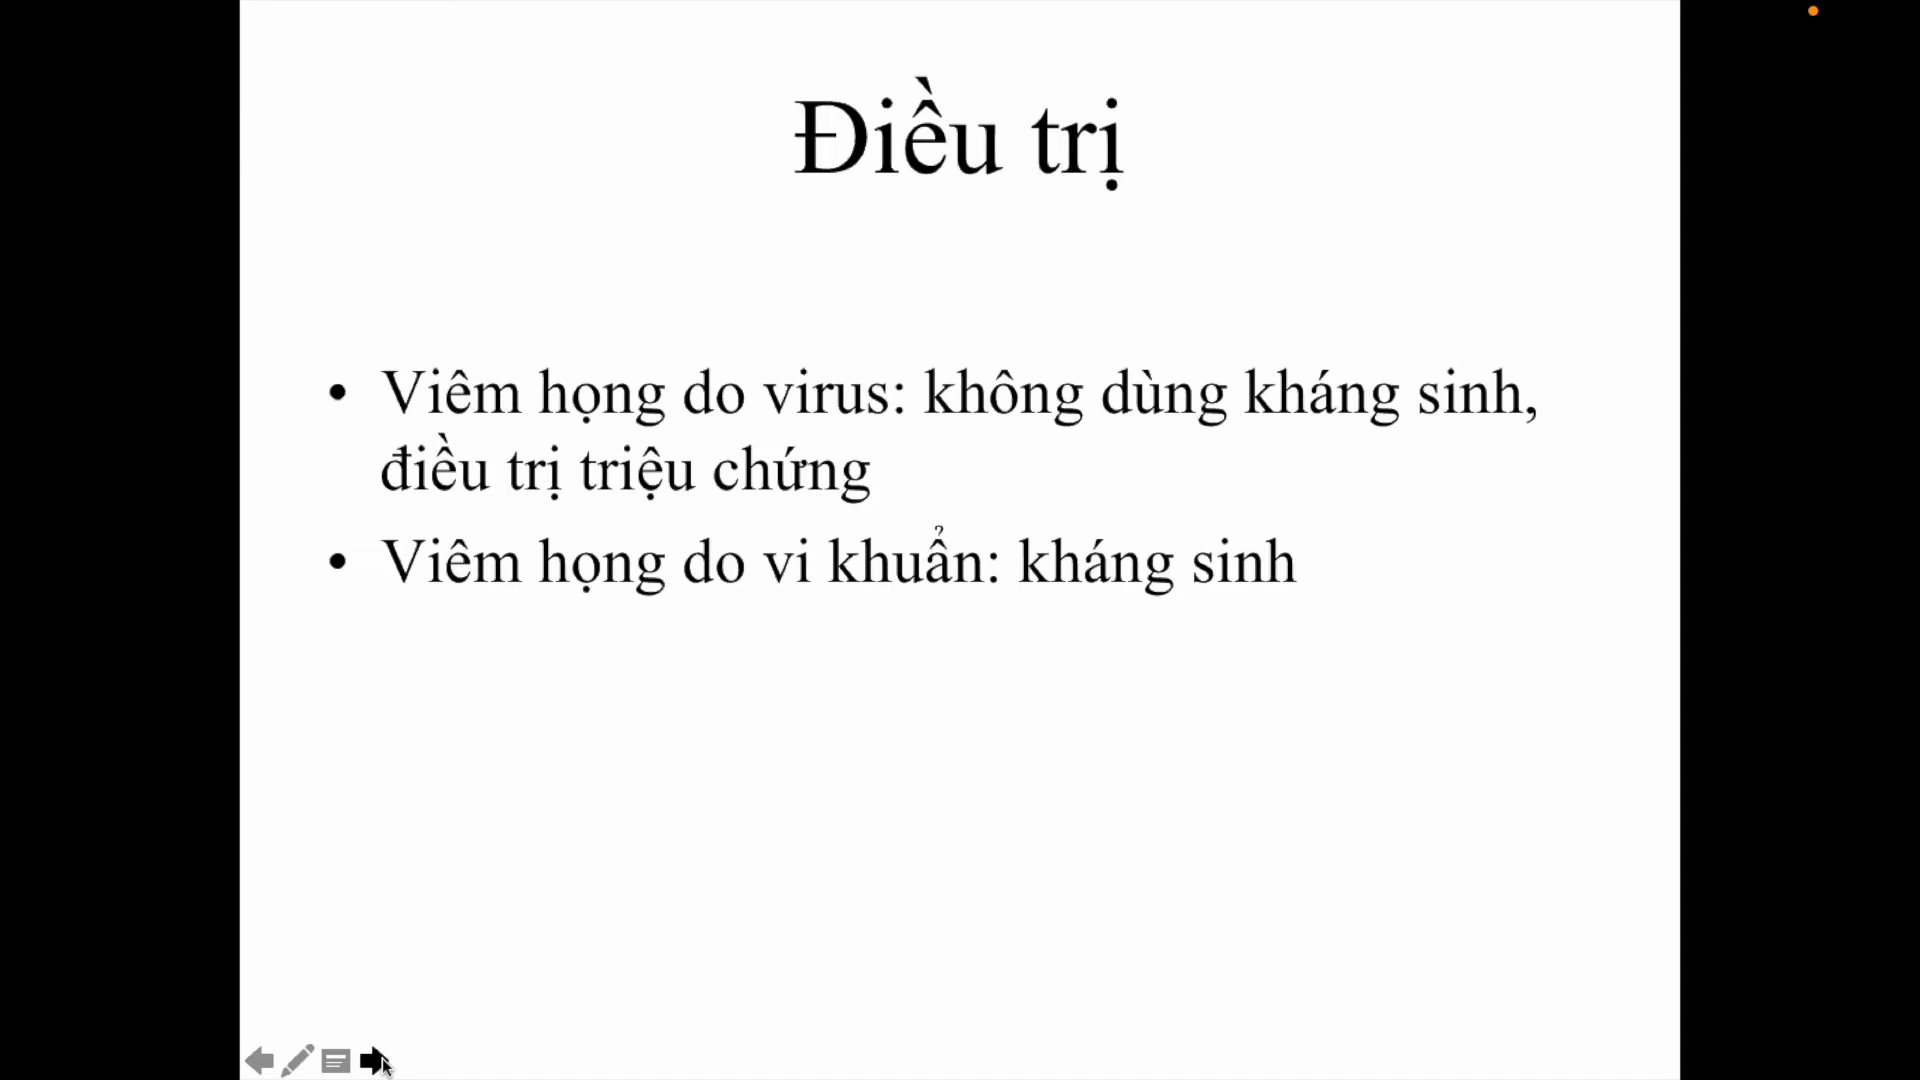 Điều trị
• Viêm họng do virus: không dùng kháng sinh,
điều trị triệu chứng
• Viêm họng do vi khuẩn: kháng sinh